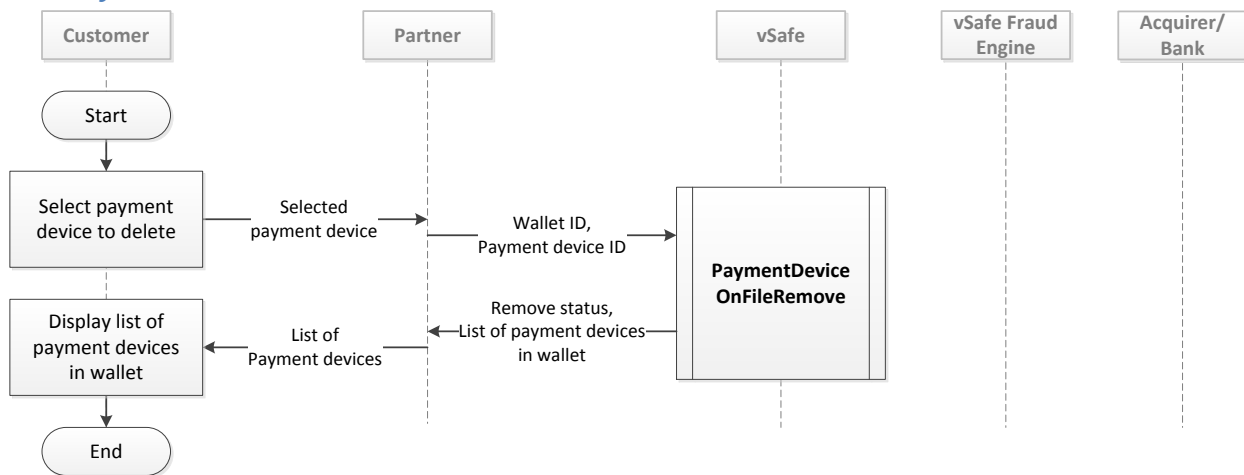 Customer
Partner
vSafe
vSafe Fraud
Engine
Acquirer/
Bank
Start
Select payment
device to delete
Selected
payment device
Wallet ID,
Payment device ID
PaymentDevice
OnFileRemove
Remove status,
List of payment devices
in wallet
List of
Payment devices
Display list of
payment devices
in wallet
End